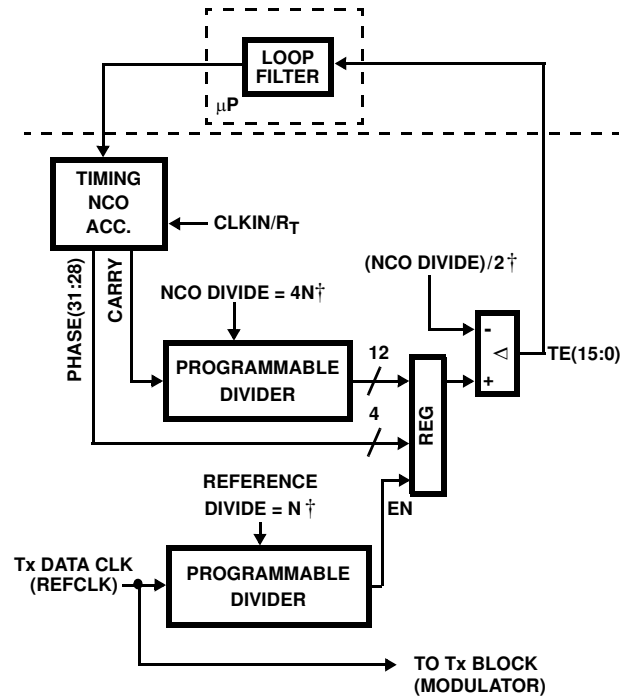 LOOP
FILTER
μP
TIMING
NCO
ACC.
CLKIN/RT
PHASE(31:28)
CARRY
NCO DIVIDE = 4N†
(NCO DIVIDE)/2†
PROGRAMMABLE
DIVIDER
12
4
REG
-
+
Δ
TE(15:0)
REFERENCE
DIVIDE = N†
EN
Tx DATA CLK
(REFCLK)
PROGRAMMABLE
DIVIDER
TO Tx BLOCK
(MODULATOR)